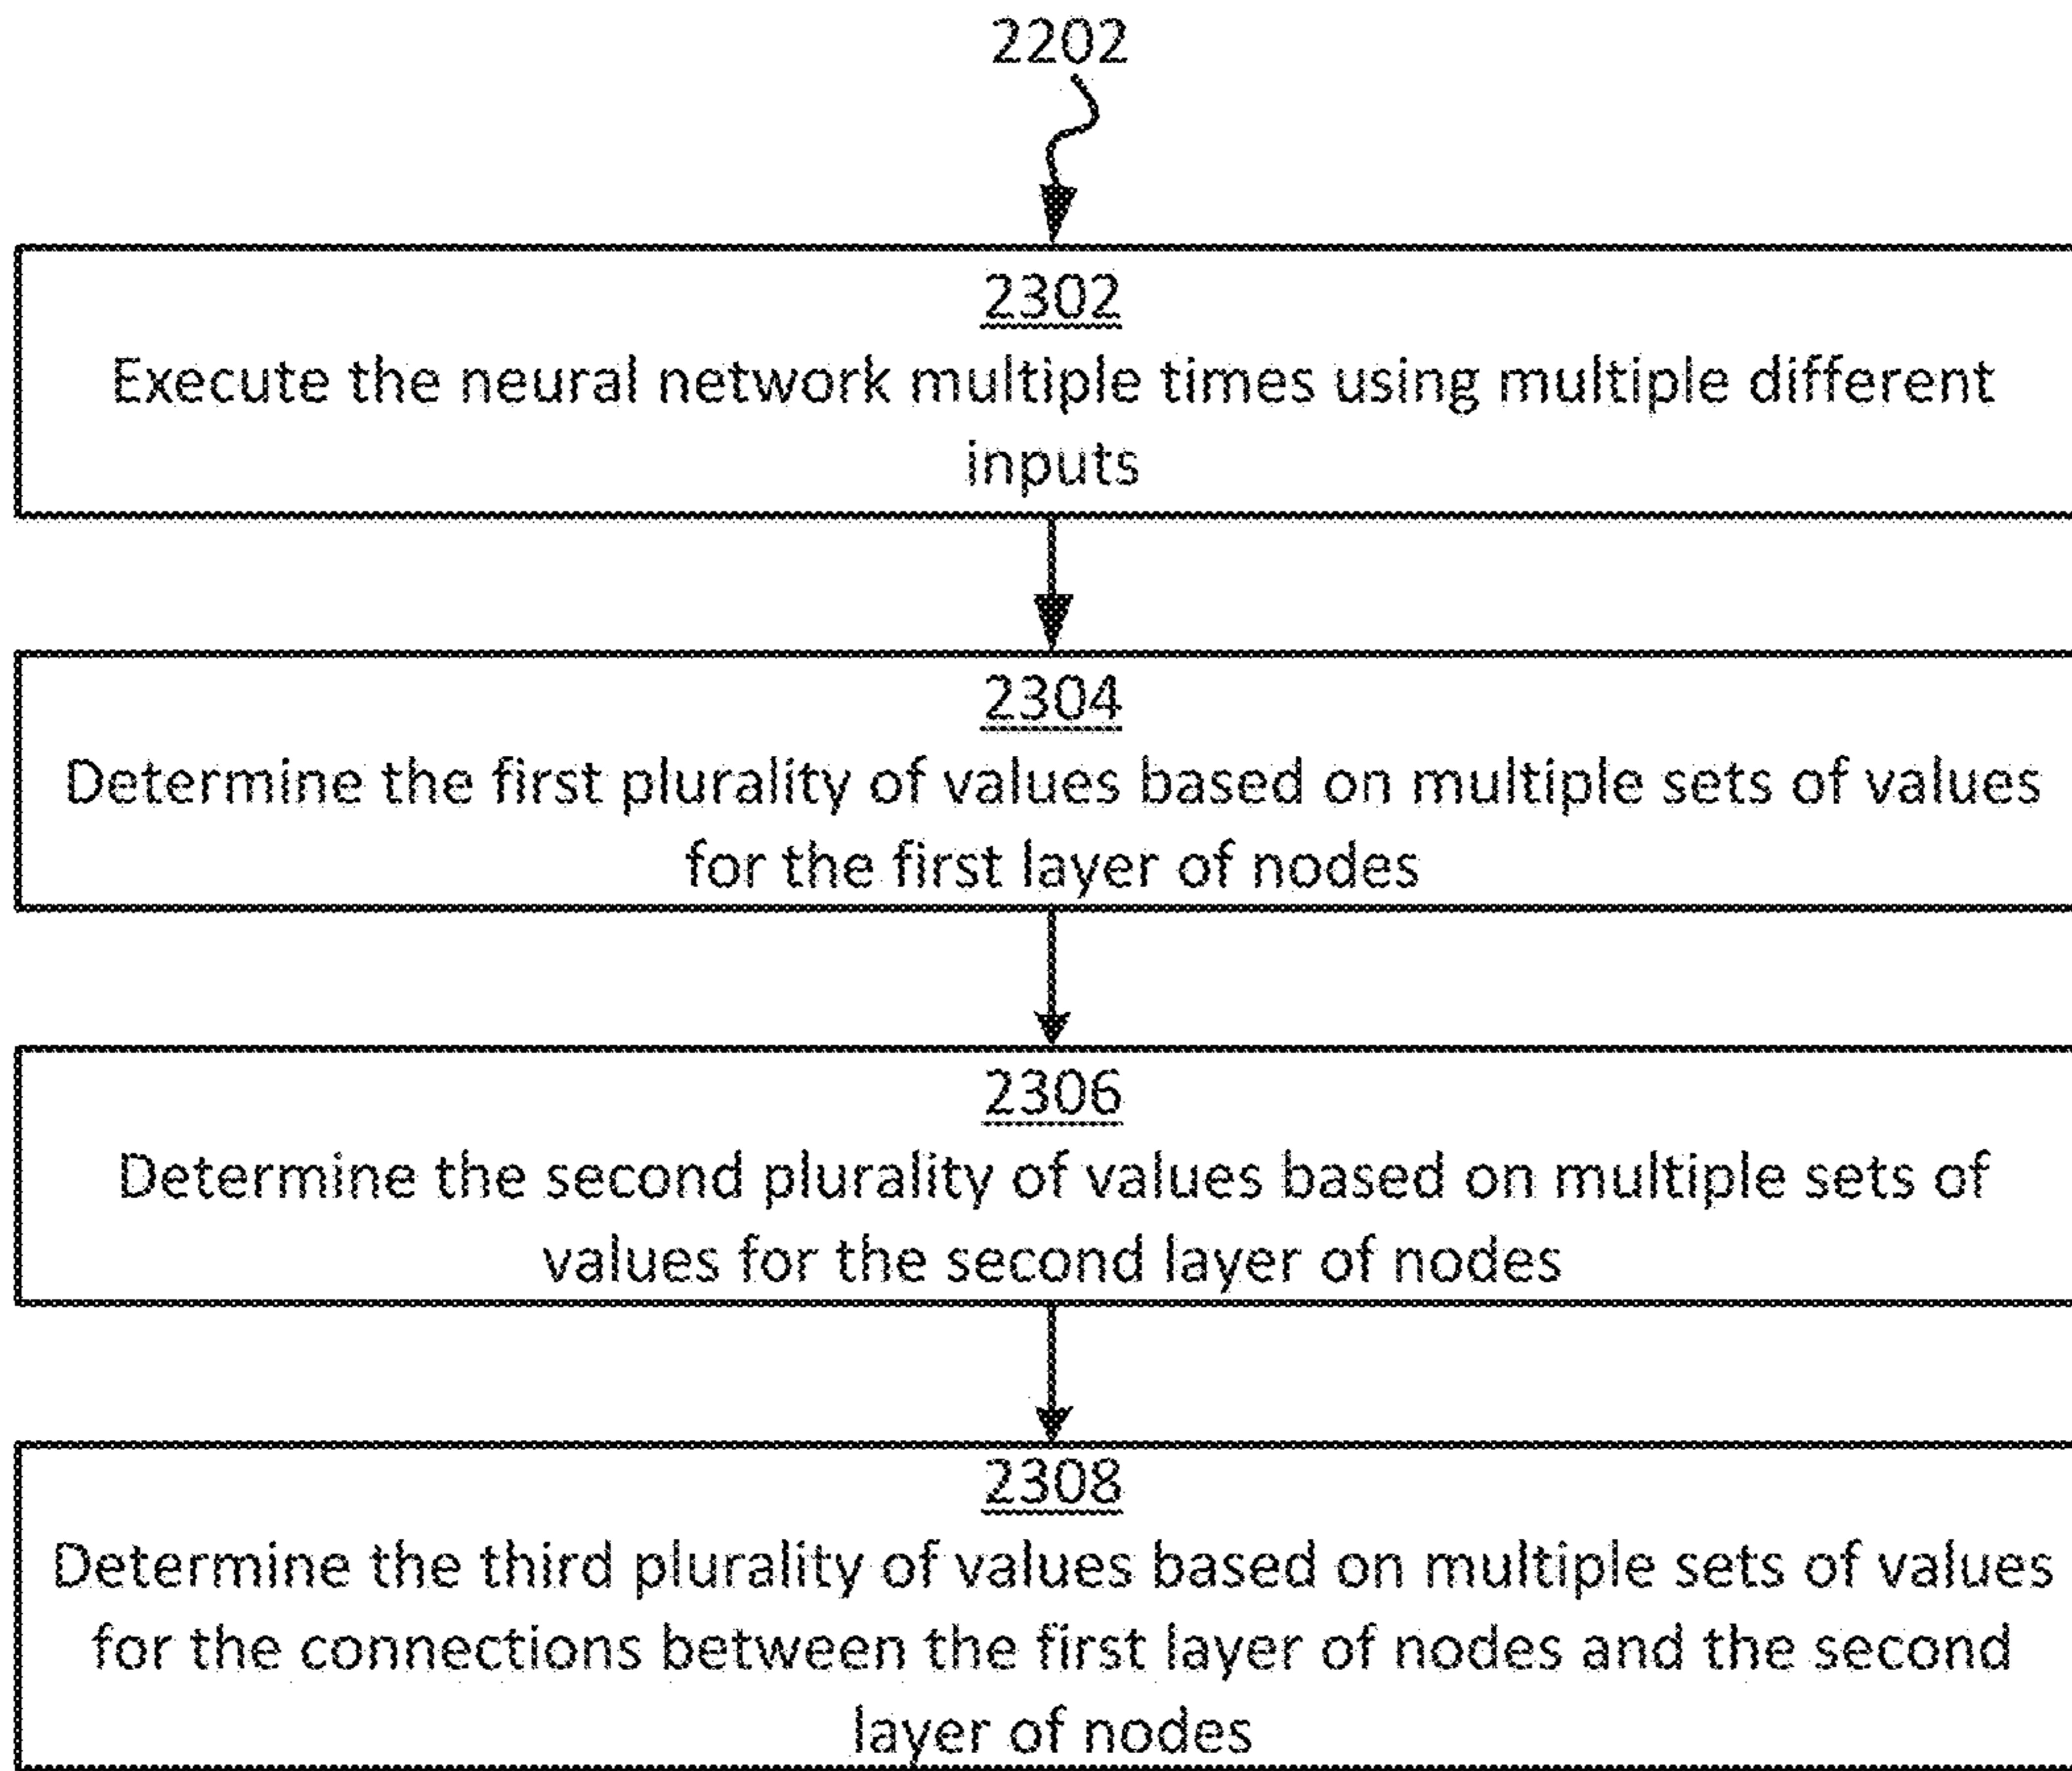 2202
2302
Execute the neural network multiple times using multiple different
inputs
2304
Determine the first plurality of values based on multiple sets of values
for the first layer of nodes
2306
Determine the second plurality of values based on multiple sets of
values for the second layer of nodes
2308
Determine the third plurality of values based on multiple sets of values
for the connections between the first layer of nodes and the second
layer of nodes